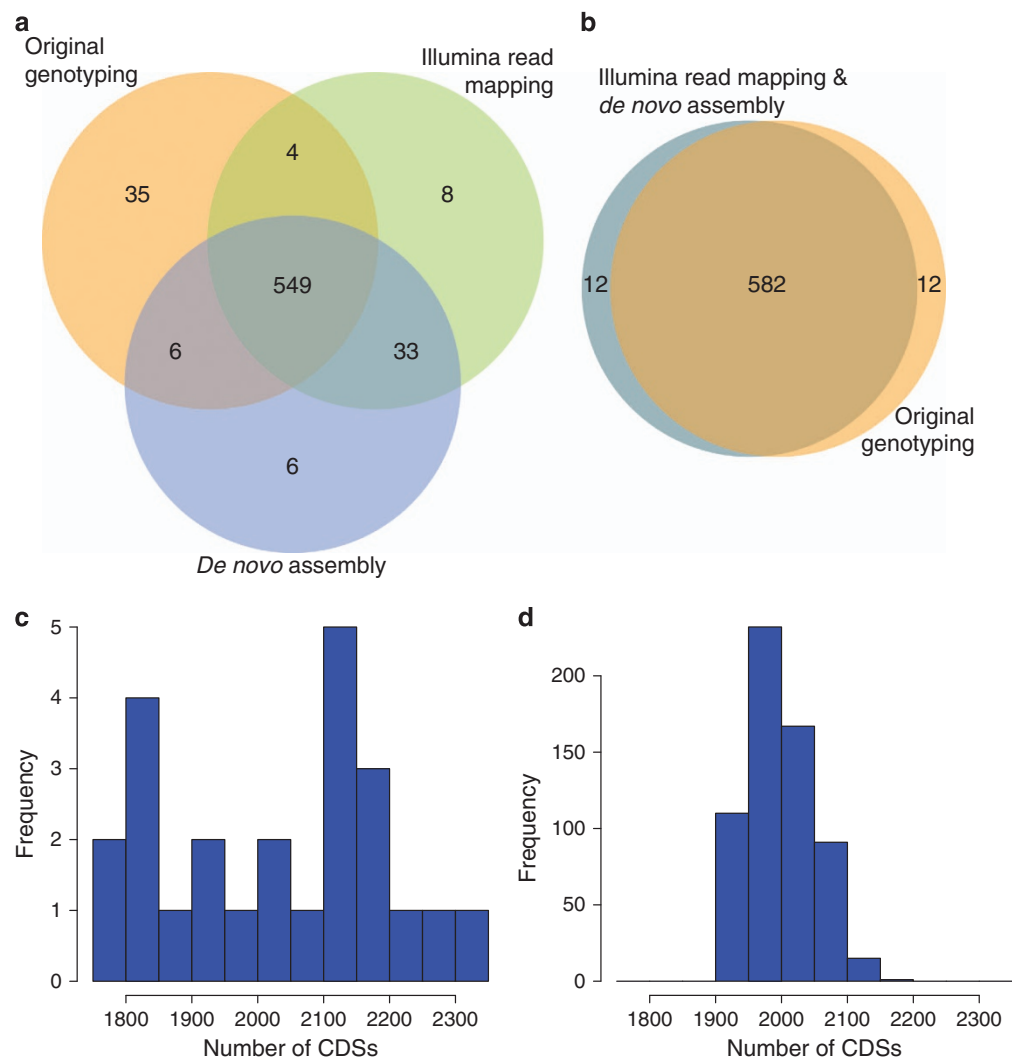 a
Original
genotyping
Illumina read
mapping
4
35
8
549
6
33
6
De novo assembly
b
Illumina read mapping &
de novo assembly
12
582
12
Original
genotyping
c
5
4
3
2
1
0
Frequency
1800 1900 2000 2100 2200 2300
Number of CDSs
d
200
150
100
50
0
Frequency
1800 1900 2000 2100 2200 2300
Number of CDSs